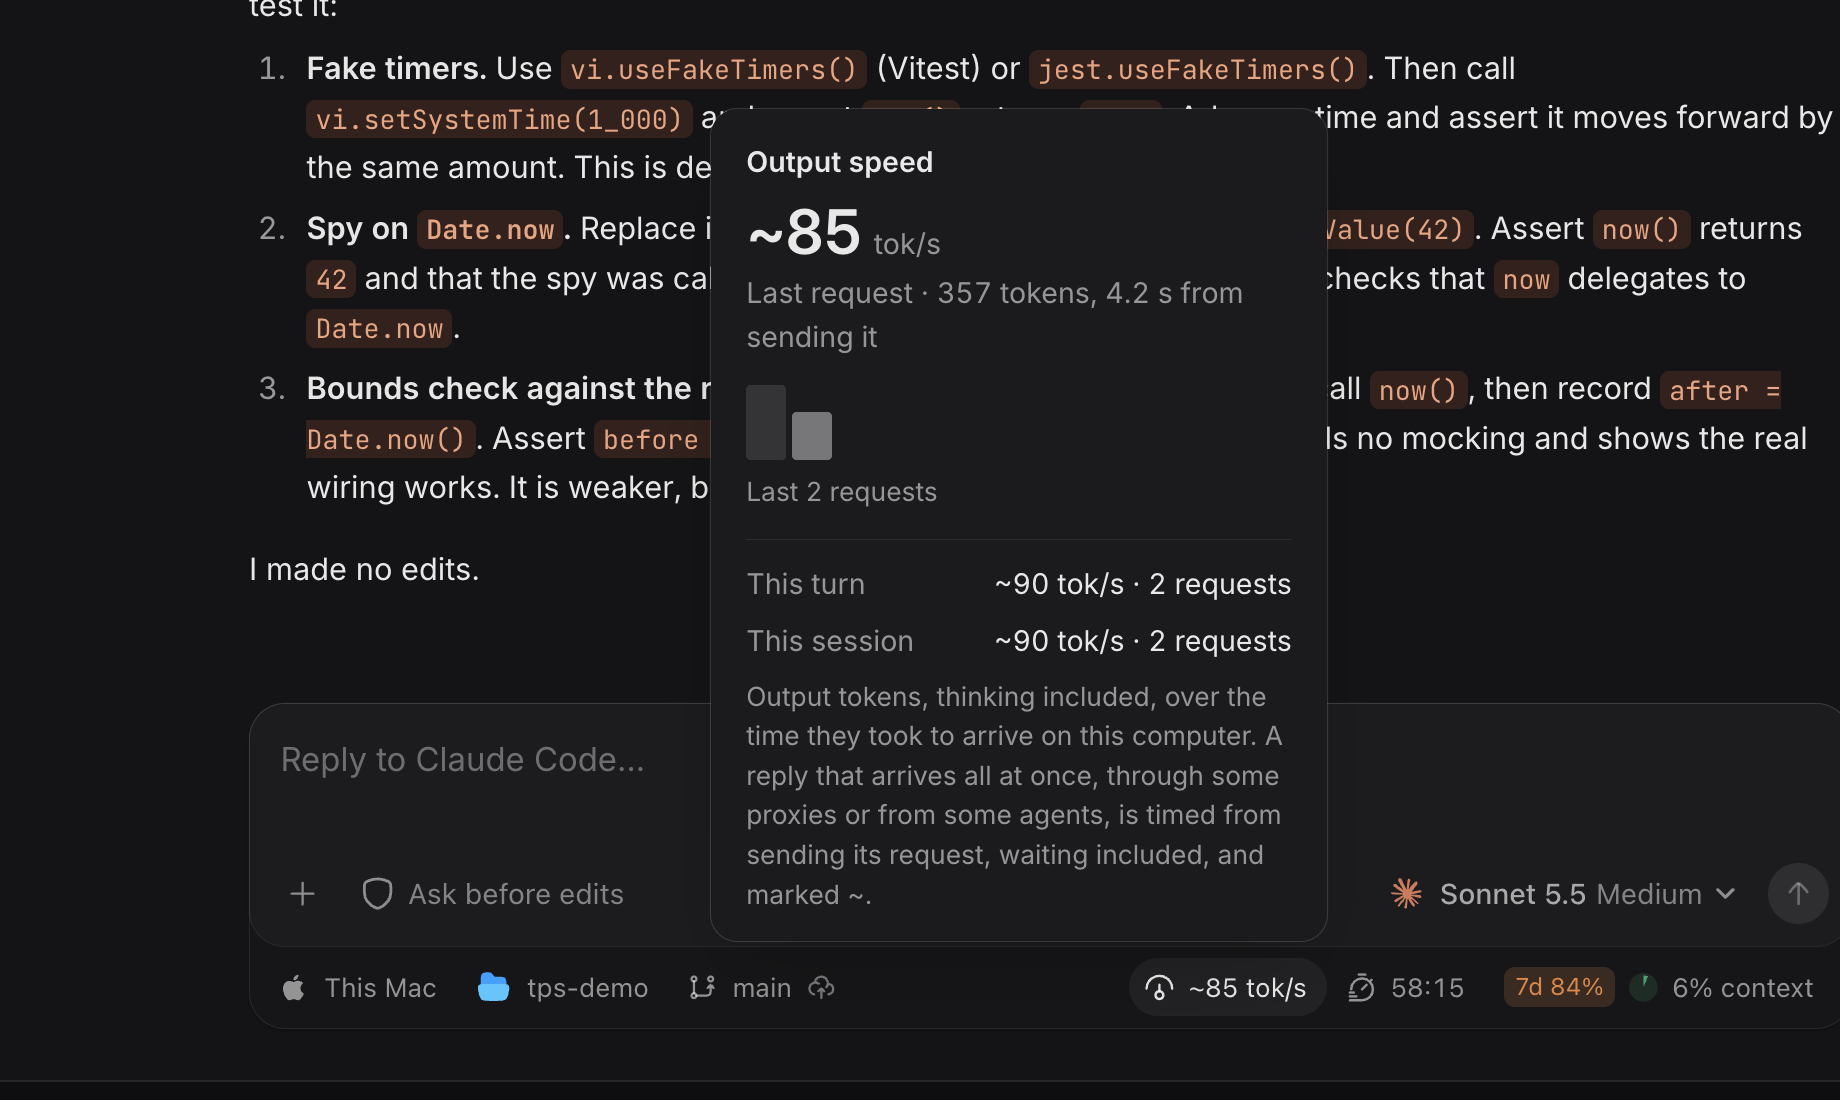 test it:
1. Fake timers. Use vi.useFakeTimers() (Vitest) or jest.useFakeTimers(). Then call
vi.setSystemTime(1_000) time and assert it moves forward by
the same amount. This is
2. Spy on Date.now. Replace Value(42). Assert now() returns
42 and that the spy was checks that now delegates to
Date.now.
3. Bounds check against the now(), then record after =
Date.now(). Assert before no mocking and shows the real
wiring works. It is weaker,
I made no edits.
Output speed
~85 tok/s
Last request · 357 tokens, 4.2 s from
sending it
Last 2 requests
This turn ~90 tok/s · 2 requests
This session ~90 tok/s · 2 requests
Output tokens, thinking included, over the
time they took to arrive on this computer. A
reply that arrives all at once, through some
proxies or from some agents, is timed from
sending its request, waiting included, and
marked ~.
Reply to Claude Code...
Ask before edits Sonnet 5.5 Medium
This Mac tps-demo main ~85 tok/s 58:15 7d 84% 6% context